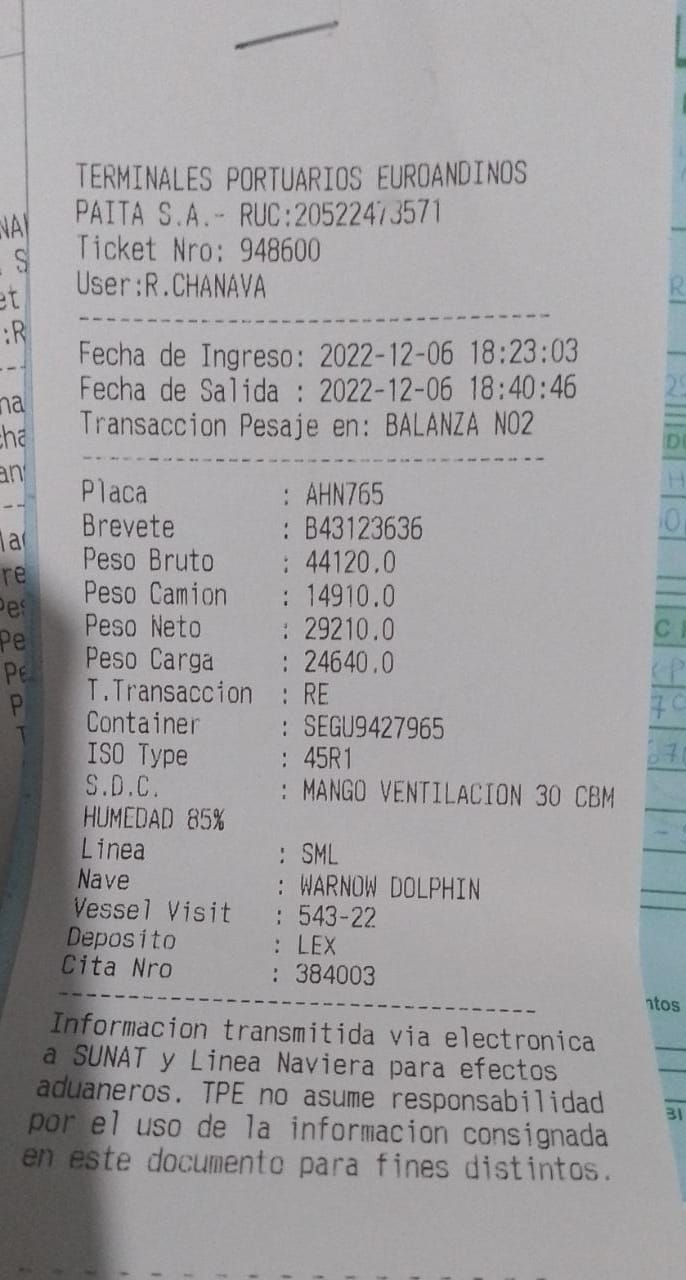 TERMINALES PORTUARIOS EUROANDINOS
PAITA S.A.- RUC:20522473571
Ticket Nro: 948600
User:R.CHANAVA
--------------------------------
Fecha de Ingreso: 2022-12-06 18:23:03
Fecha de Salida : 2022-12-06 18:40:46
Transaccion Pesaje en: BALANZA NO2
--------------------------------
Placa : AHN765
Brevete : B43123636
Peso Bruto : 44120.0
Peso Camion : 14910.0
Peso Neto : 29210.0
Peso Carga : 24640.0
T.Transaccion : RE
Container : SEGU9427965
ISO Type : 45R1
S.D.C. : MANGO VENTILACION 30 CBM
HUMEDAD 85%
Linea : SML
Nave : WARNOW DOLPHIN
Vessel Visit : 543-22
Deposito : LEX
Cita Nro : 384003
--------------------------------
Informacion transmitida via electronica
a SUNAT y Linea Naviera para efectos
aduaneros. TPE no asume responsabilidad
por el uso de la informacion consignada
en este documento para fines distintos.